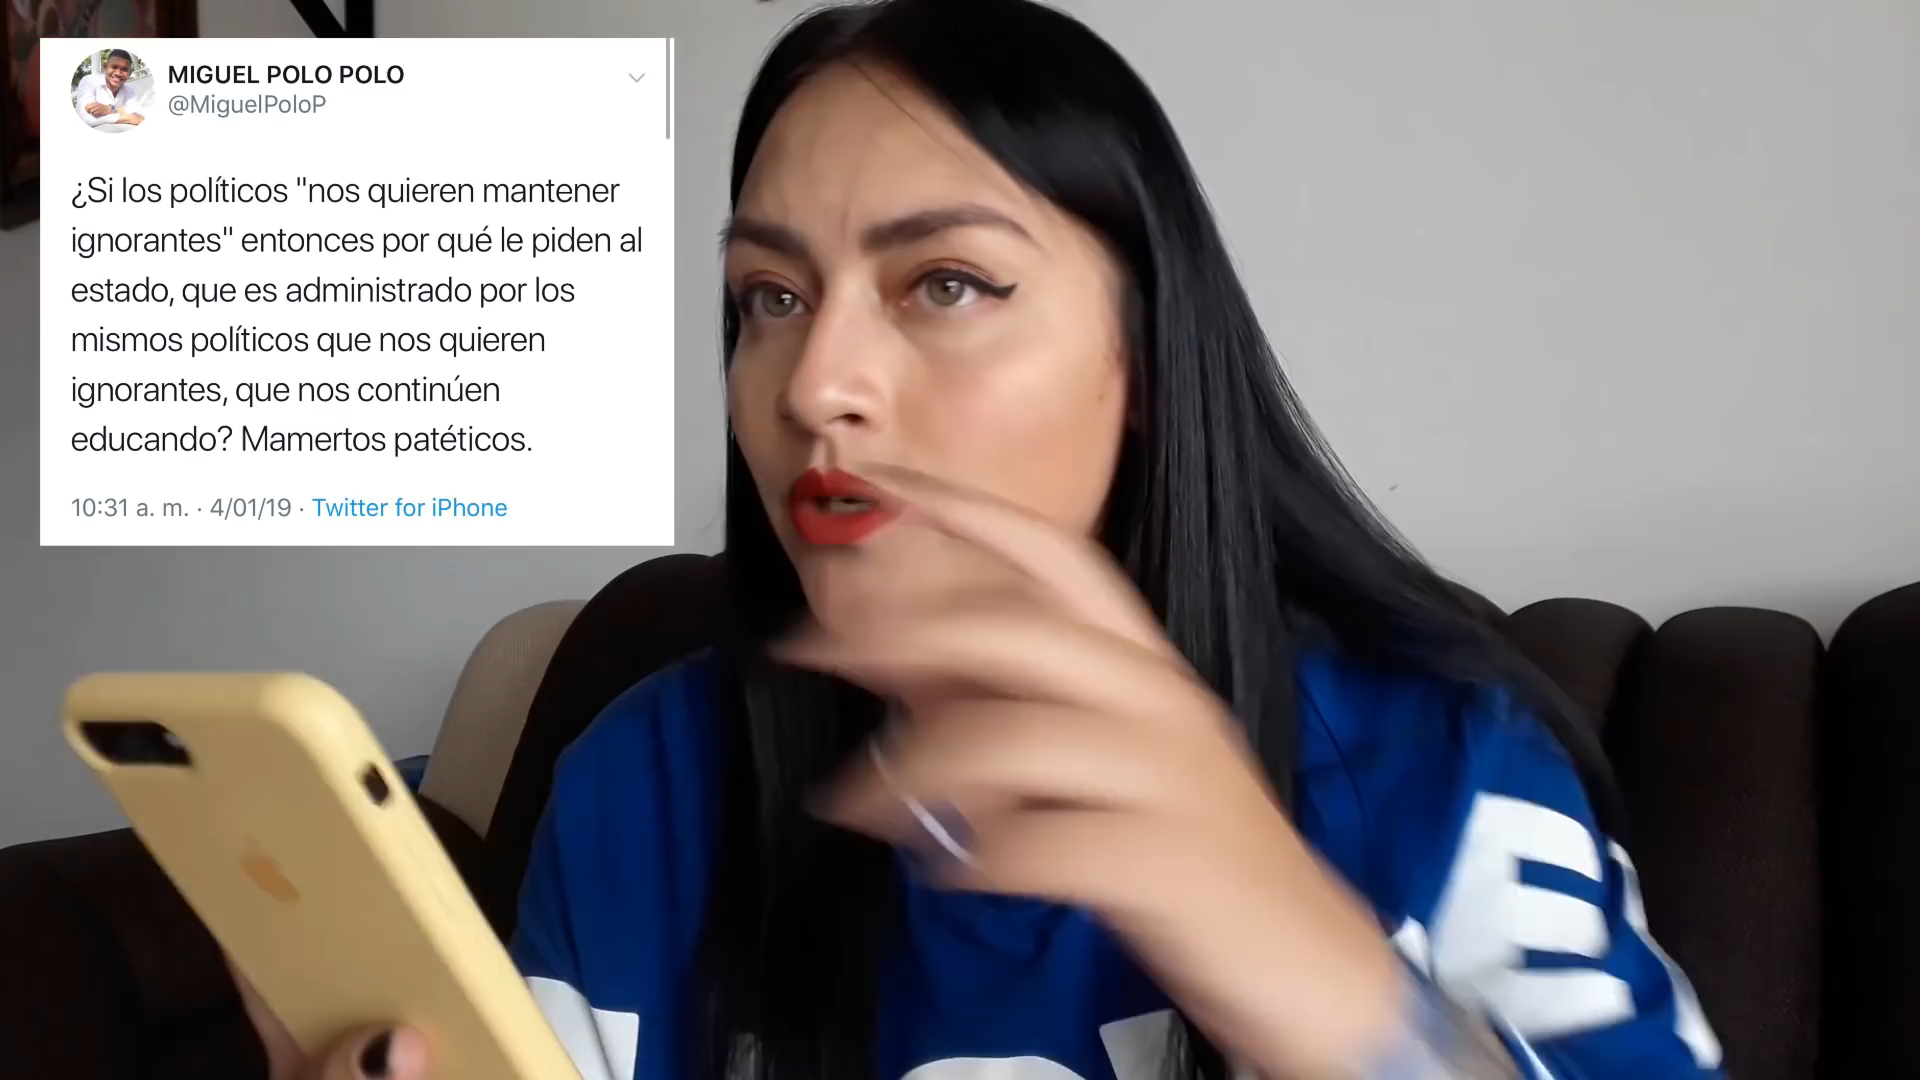 MIGUEL POLO POLO
@MiguelPoloP
¿Si los políticos "nos quieren mantener
ignorantes" entonces por qué le piden al
estado, que es administrado por los
mismos políticos que nos quieren
ignorantes, que nos continúen
educando? Mamertos patéticos.
10:31 a. m. · 4/01/19 · Twitter for iPhone
E